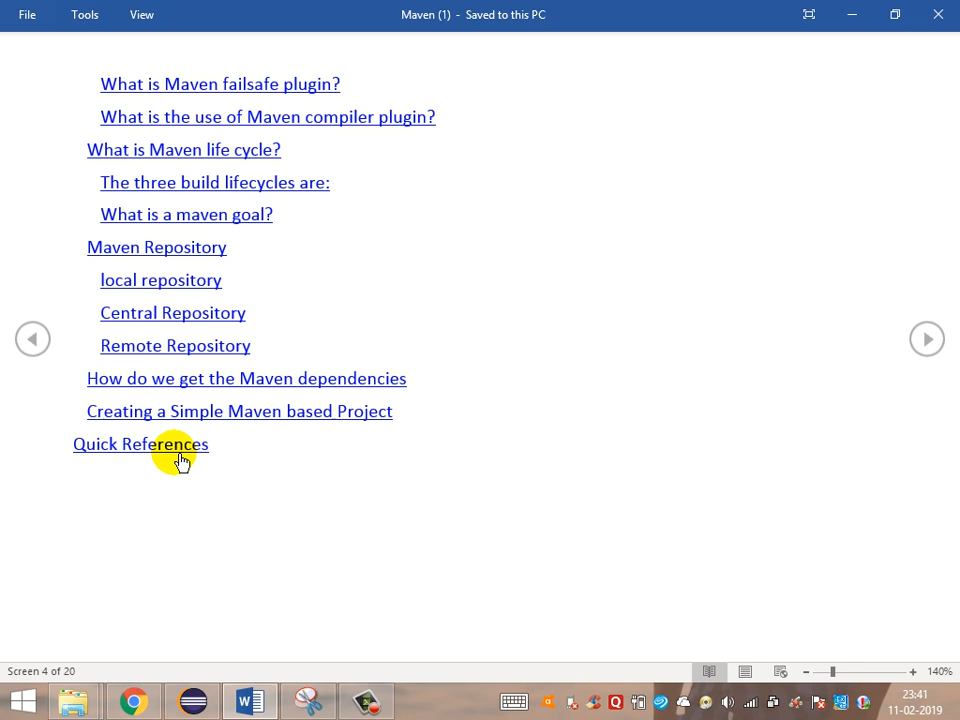 File Tools View Maven (1) - Saved to this PC
What is Maven failsafe plugin?
What is the use of Maven compiler plugin?
What is Maven life cycle?
The three build lifecycles are:
What is a maven goal?
Maven Repository
local repository
Central Repository
Remote Repository
How do we get the Maven dependencies
Creating a Simple Maven based Project
Quick References
Screen 4 of 20 140%
23:41
11-02-2019